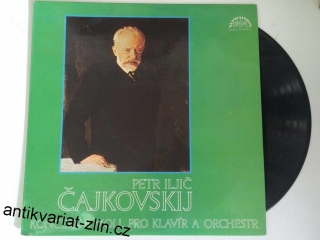 PETR ILJIČ
ČAJKOVSKIJ
PRO KLAVÍR A ORCHESTR
antikvariat-zlin.cz